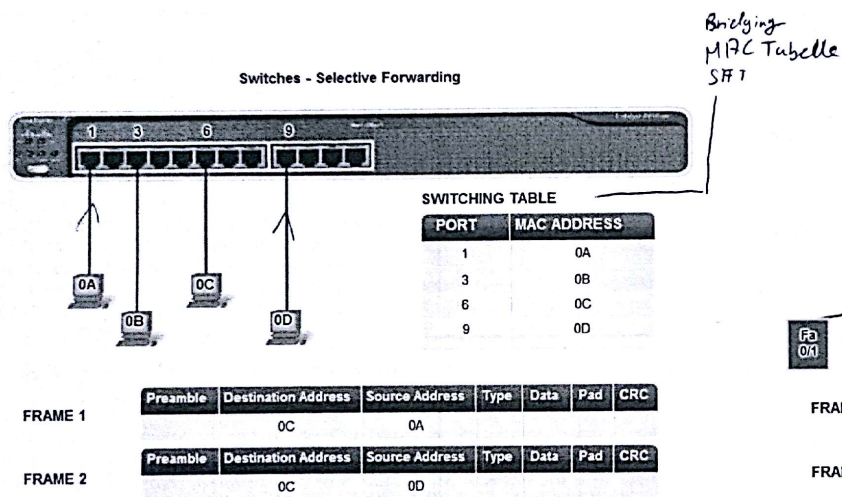 Bridging
MAC Tabelle
SAT
Switches - Selective Forwarding
1 3 6 9
SWITCHING TABLE
PORT MAC ADDRESS
1 0A
3 0B
6 0C
9 0D
0A
0C
0B
0D
Fa
0/1
Preamble Destination Address Source Address Type Data Pad CRC
FRAME 1
0C 0A
FRAM
Preamble Destination Address Source Address Type Data Pad CRC
FRAME 2
0C 0D
FRAM